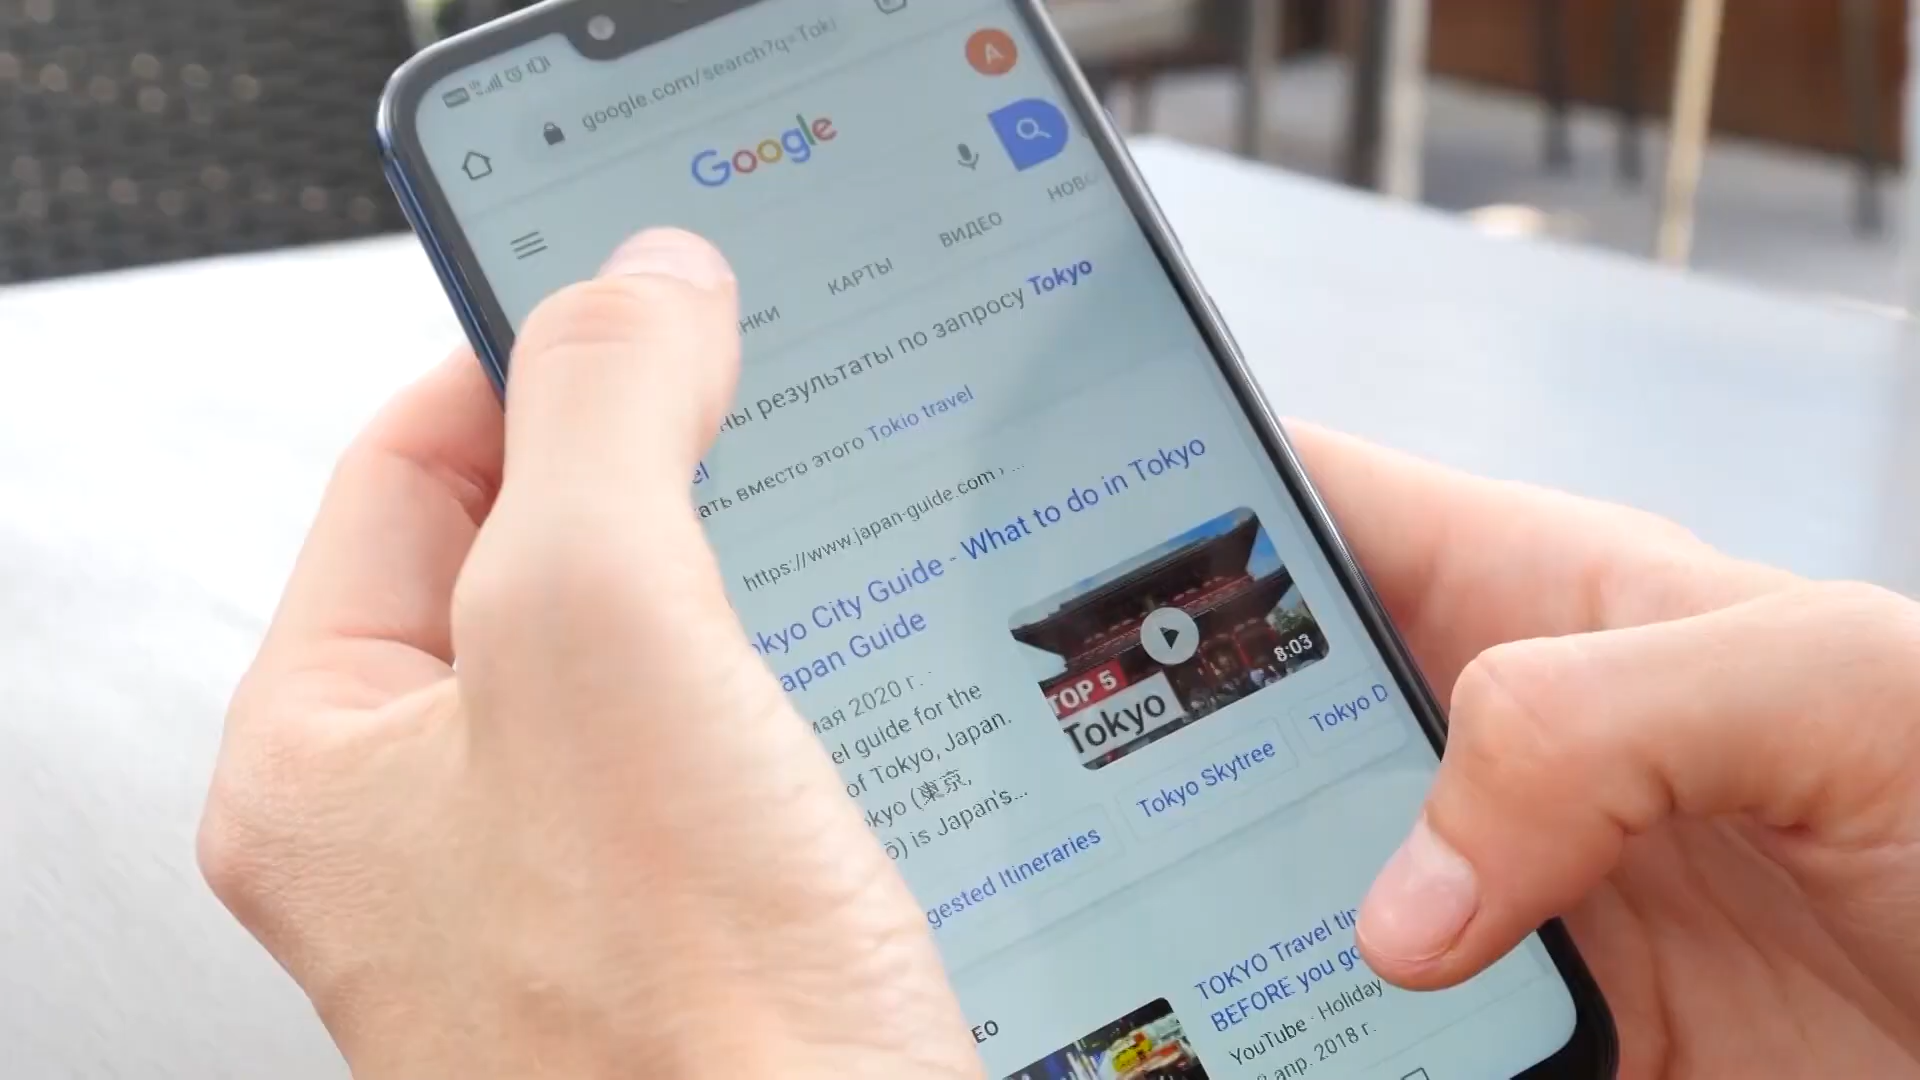 google.com/search?q=Toki
A
Google
НКИ КАРТЫ ВИДЕО НОВО
ны результаты по запросу Tokyo
el
ать вместо этого Tokio travel
https://www.japan-guide.com › ...
kyo City Guide - What to do in Tokyo
apan Guide
мая 2020 г. ·
el guide for the
of Tokyo, Japan.
kyo (東京,
ō) is Japan's...
TOP 5
Tokyo
8:03
gested Itineraries
Tokyo Skytree
Tokyo D
ЕО
TOKYO Travel tip
BEFORE you go
YouTube · Holiday
апр. 2018 г.